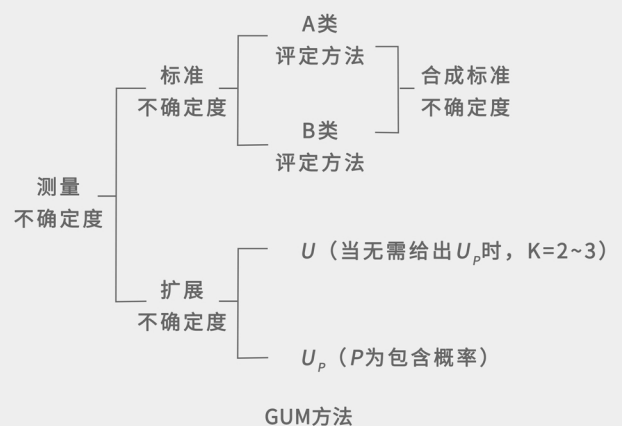 A类
评定方法
标准
不确定度
合成标准
不确定度
B类
评定方法
测量
不确定度
U（当无需给出UP时，K=2~3）
扩展
不确定度
UP（P为包含概率）
GUM方法